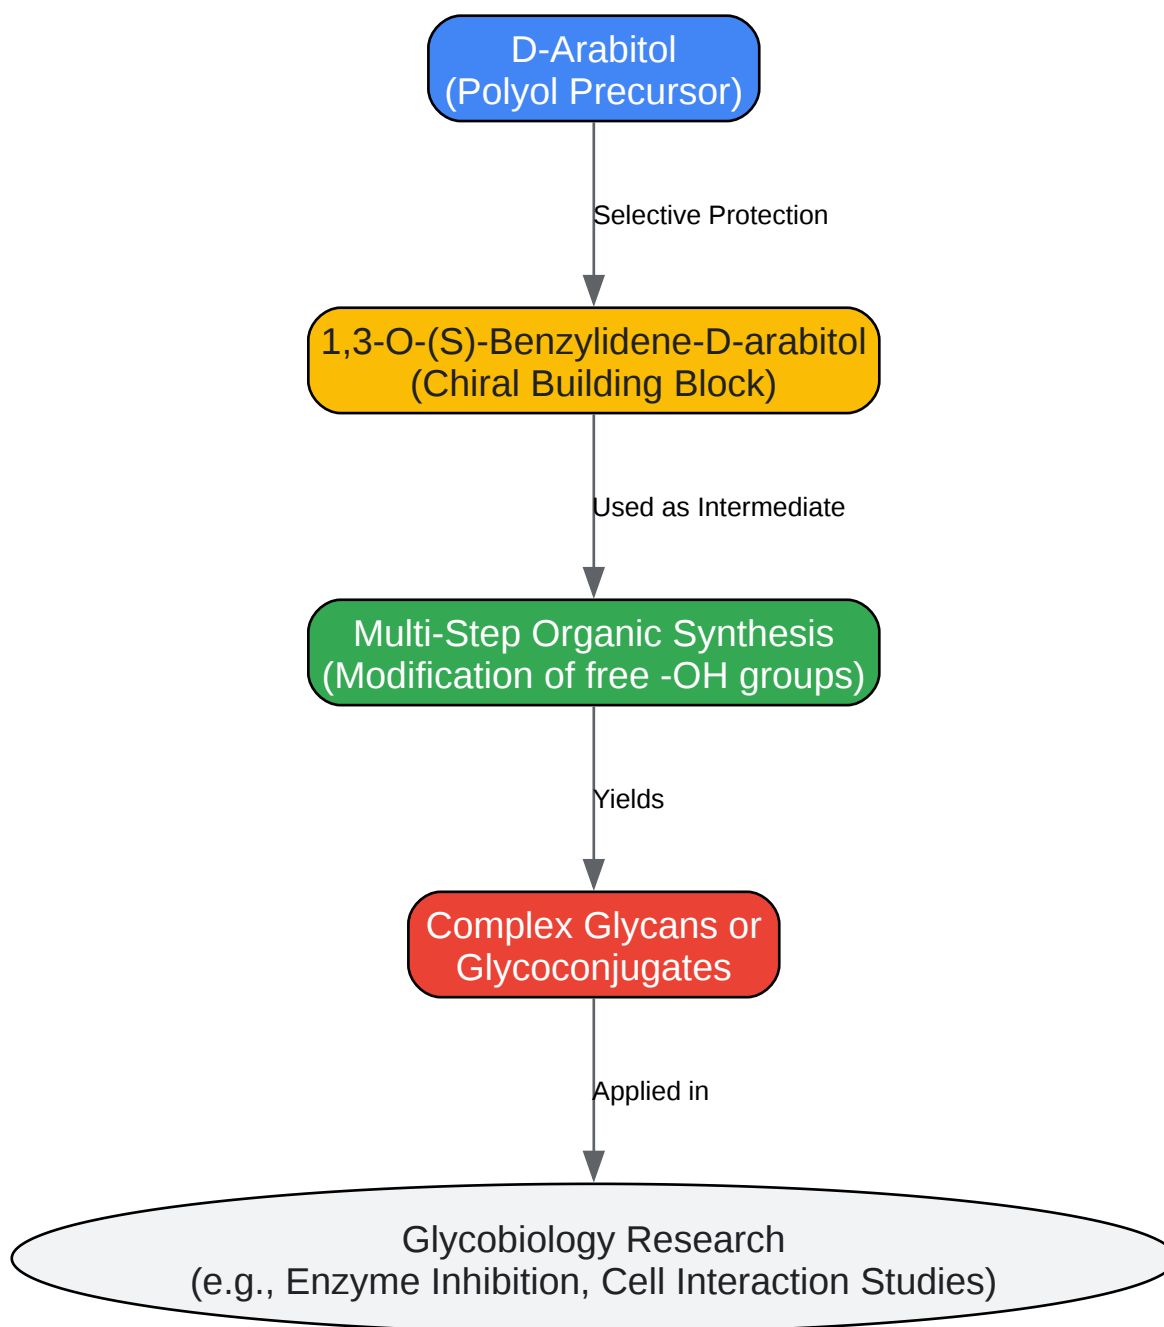 D-Arabitol
(Polyol Precursor)
Selective Protection
1,3-O-(S)-Benzylidene-D-arabitol
(Chiral Building Block)
Used as Intermediate
Multi-Step Organic Synthesis
(Modification of free -OH groups)
Yields
Complex Glycans or
Glycoconjugates
Applied in
Glycobiology Research
(e.g., Enzyme Inhibition, Cell Interaction Studies)